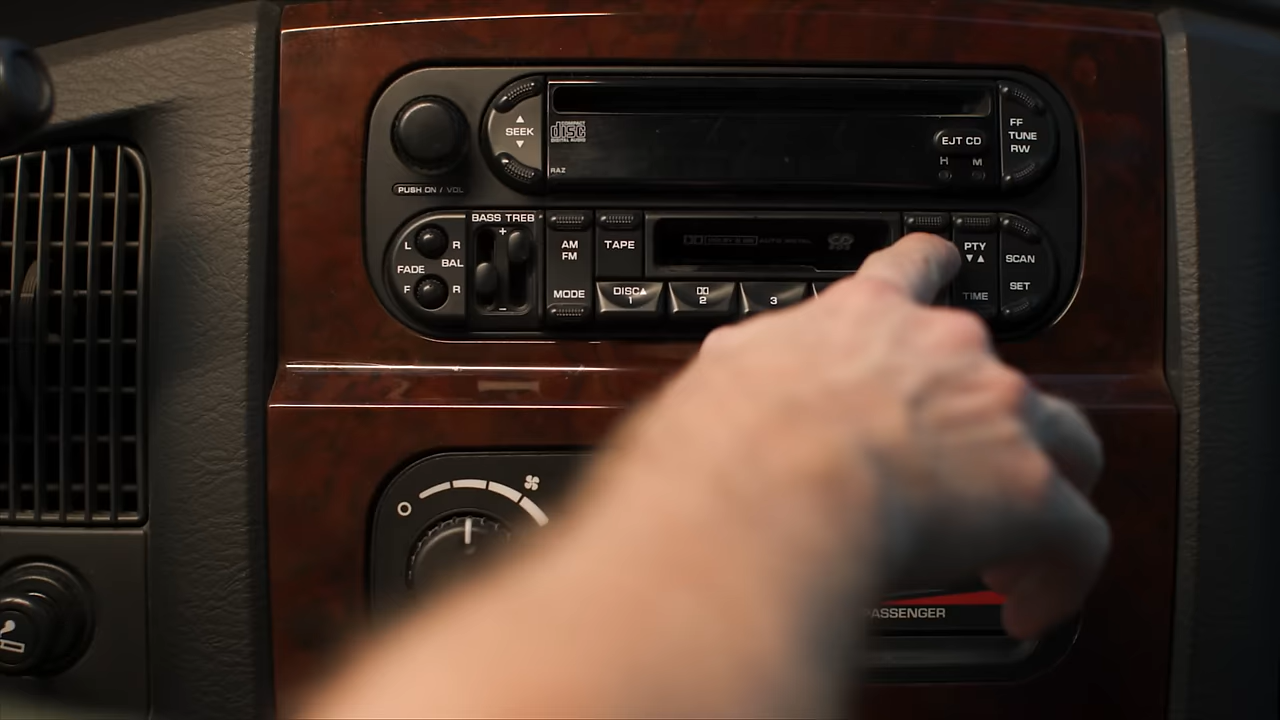 SEEK
COMPACT
disc
DIGITAL AUDIO
RAZ
EJT CD
H M
FF
TUNE
RW
PUSH ON / VOL
BASS TREB
+
-
L R
BAL
FADE
F R
AM
FM
MODE
TAPE
DISC
1
2
3
PTY
TIME
SCAN
SET
PASSENGER